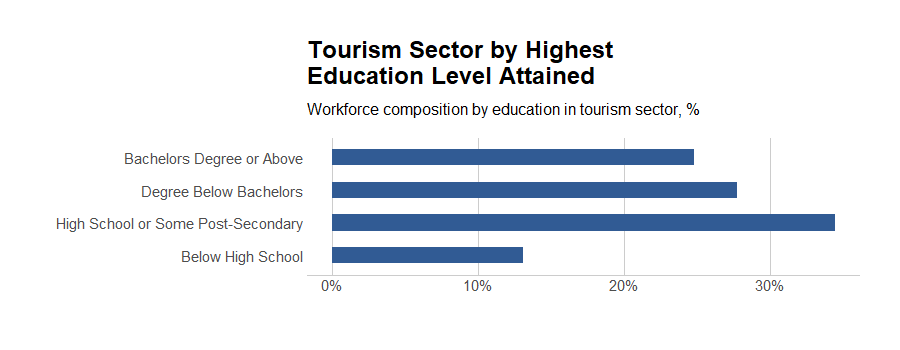 Tourism Sector by Highest
Education Level Attained
Workforce composition by education in tourism sector, %
Bachelors Degree or Above
Degree Below Bachelors
High School or Some Post-Secondary
Below High School
0% 10% 20% 30%